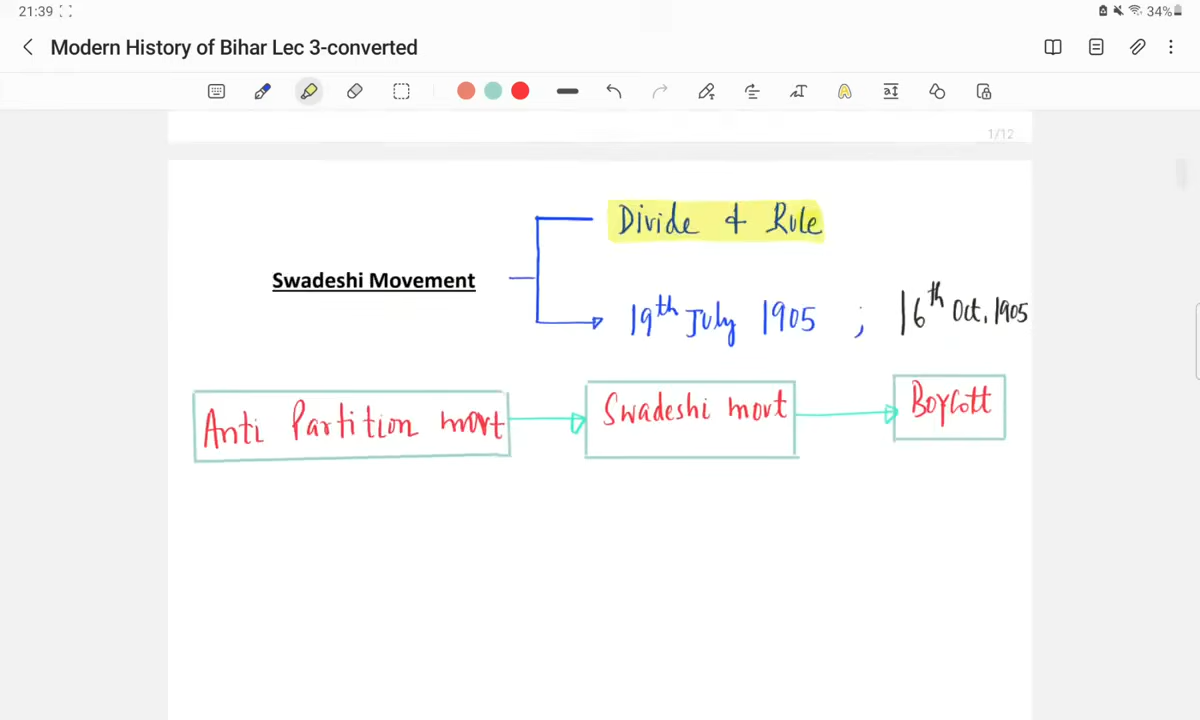 21:39
34%
Modern History of Bihar Lec 3-converted
1/12
Divide & Rule
Swadeshi Movement
19th July 1905 ; 16th Oct. 1905
Anti Partition movt
Swadeshi movt
Boycott